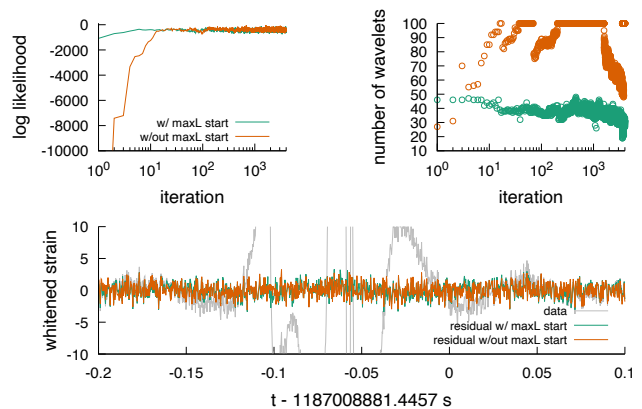 0
-2000
-4000
-6000
-8000
-10000
log likelihood
w/ maxL start
w/out maxL start
10^0 10^1 10^2 10^3
iteration
100
90
80
70
60
50
40
30
20
10
number of wavelets
10^0 10^1 10^2 10^3
iteration
10
5
0
-5
-10
whitened strain
data
residual w/ maxL start
residual w/out maxL start
-0.2 -0.15 -0.1 -0.05 0 0.05 0.1
t - 1187008881.4457 s